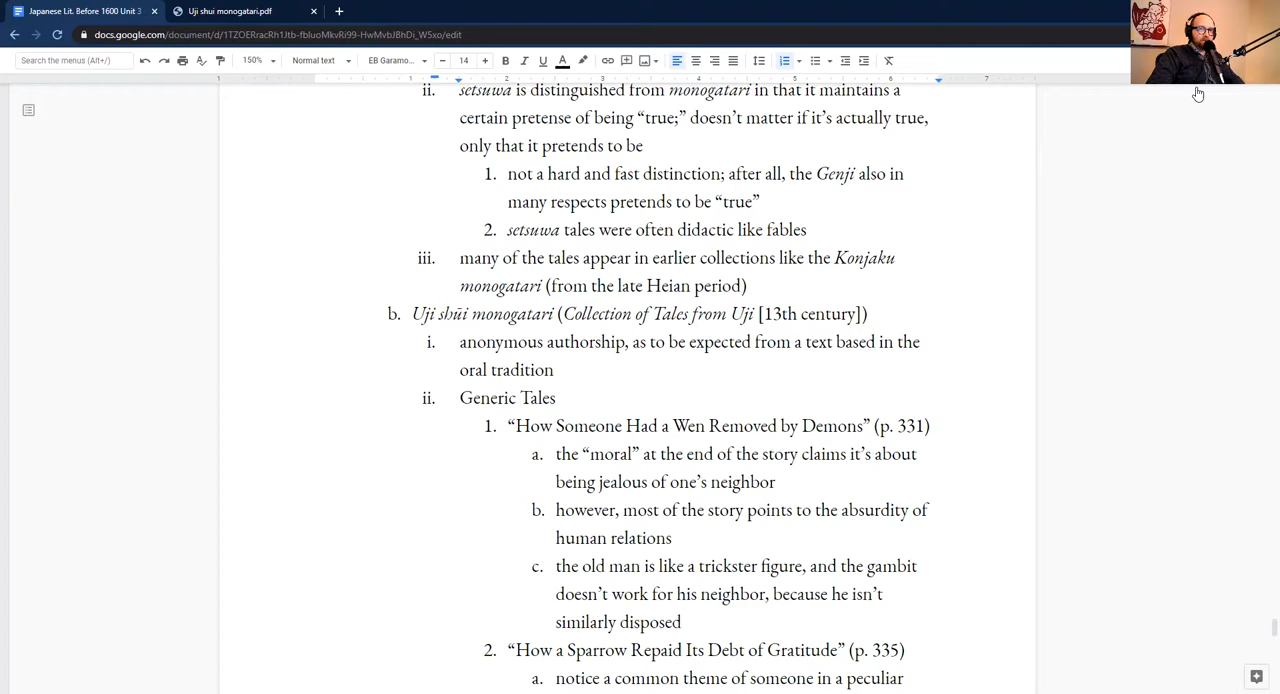 Japanese Lit. Before 1600 Unit 3
Uji shui monogatari.pdf
docs.google.com/document/d/1TZOERracRh1Jtb-fbluoMkvRi99-HwMvbJBhDi_W5xo/edit
Search the menus (Alt+/)
150%
Normal text
EB Garamo...
14
1 1 2 3 4 5 6 7
ii. setsuwa is distinguished from monogatari in that it maintains a
certain pretense of being “true;” doesn’t matter if it’s actually true,
only that it pretends to be
1. not a hard and fast distinction; after all, the Genji also in
many respects pretends to be “true”
2. setsuwa tales were often didactic like fables
iii. many of the tales appear in earlier collections like the Konjaku
monogatari (from the late Heian period)
b. Uji shūi monogatari (Collection of Tales from Uji [13th century])
i. anonymous authorship, as to be expected from a text based in the
oral tradition
ii. Generic Tales
1. “How Someone Had a Wen Removed by Demons” (p. 331)
a. the “moral” at the end of the story claims it’s about
being jealous of one’s neighbor
b. however, most of the story points to the absurdity of
human relations
c. the old man is like a trickster figure, and the gambit
doesn’t work for his neighbor, because he isn’t
similarly disposed
2. “How a Sparrow Repaid Its Debt of Gratitude” (p. 335)
a. notice a common theme of someone in a peculiar